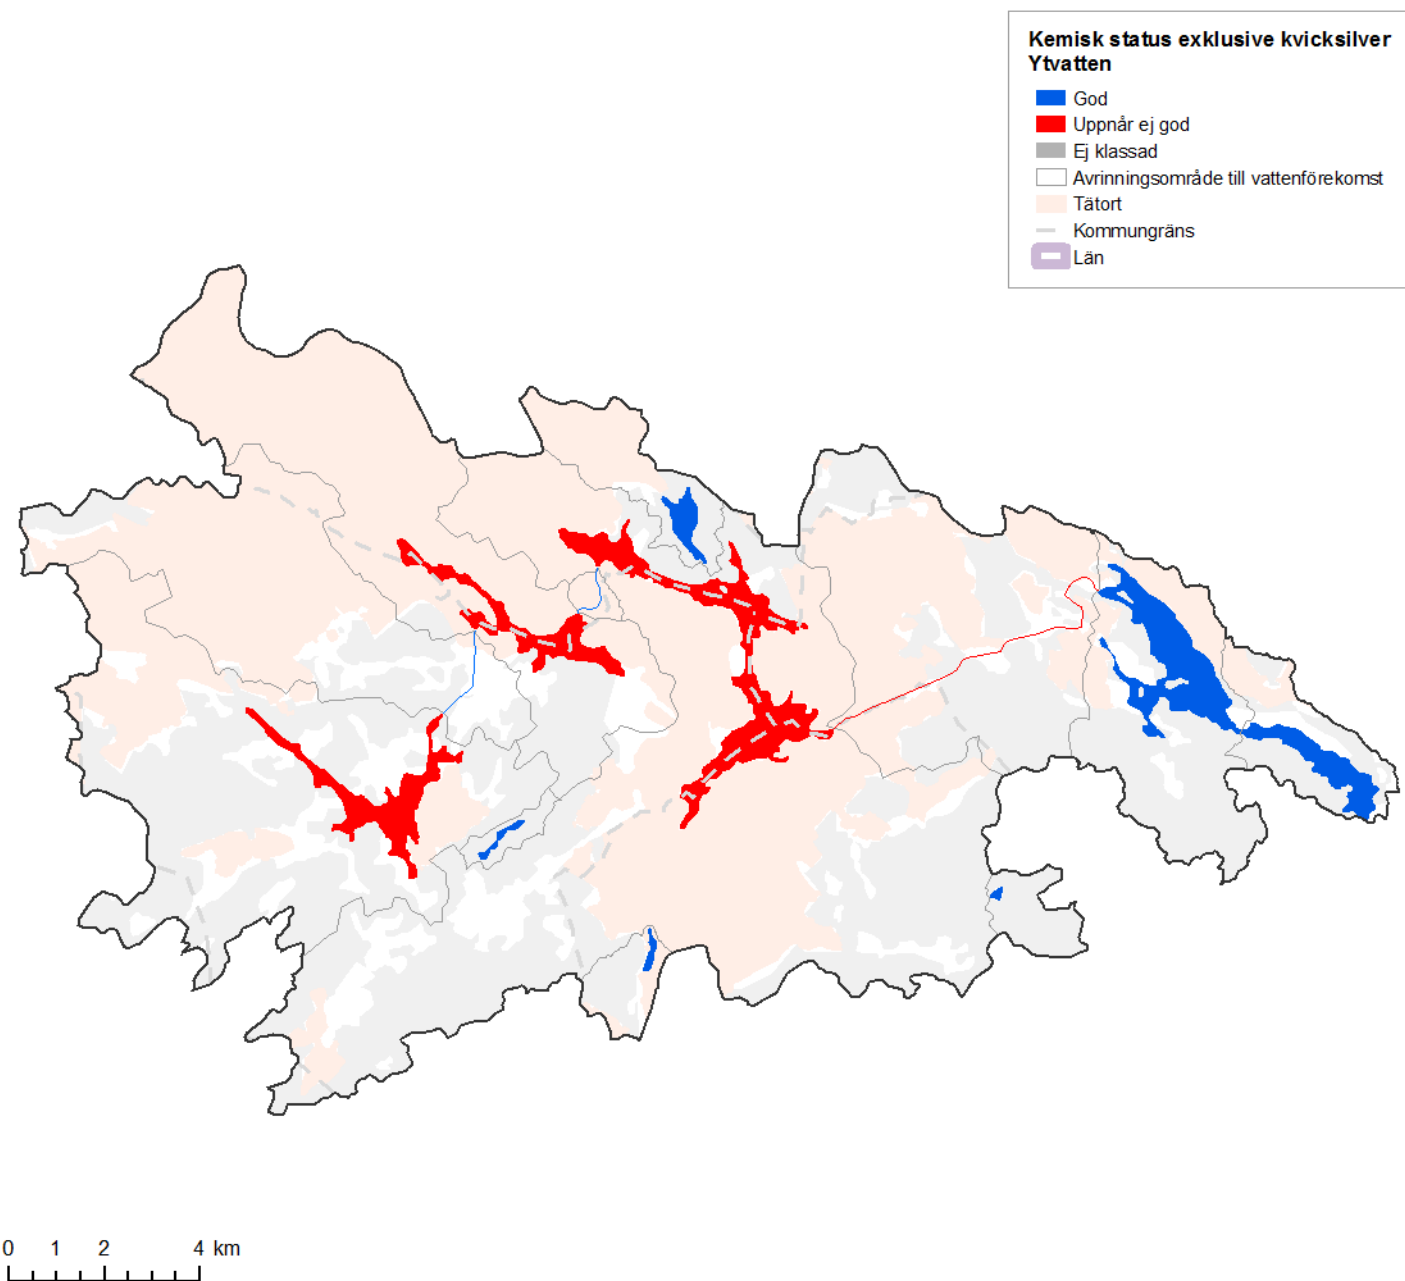 Kemisk status exklusive kvicksilver
Ytvatten
God
Uppnår ej god
Ej klassad
Avrinningsområde till vattenförekomst
Tätort
Kommungräns
Län
0 1 2 4 km